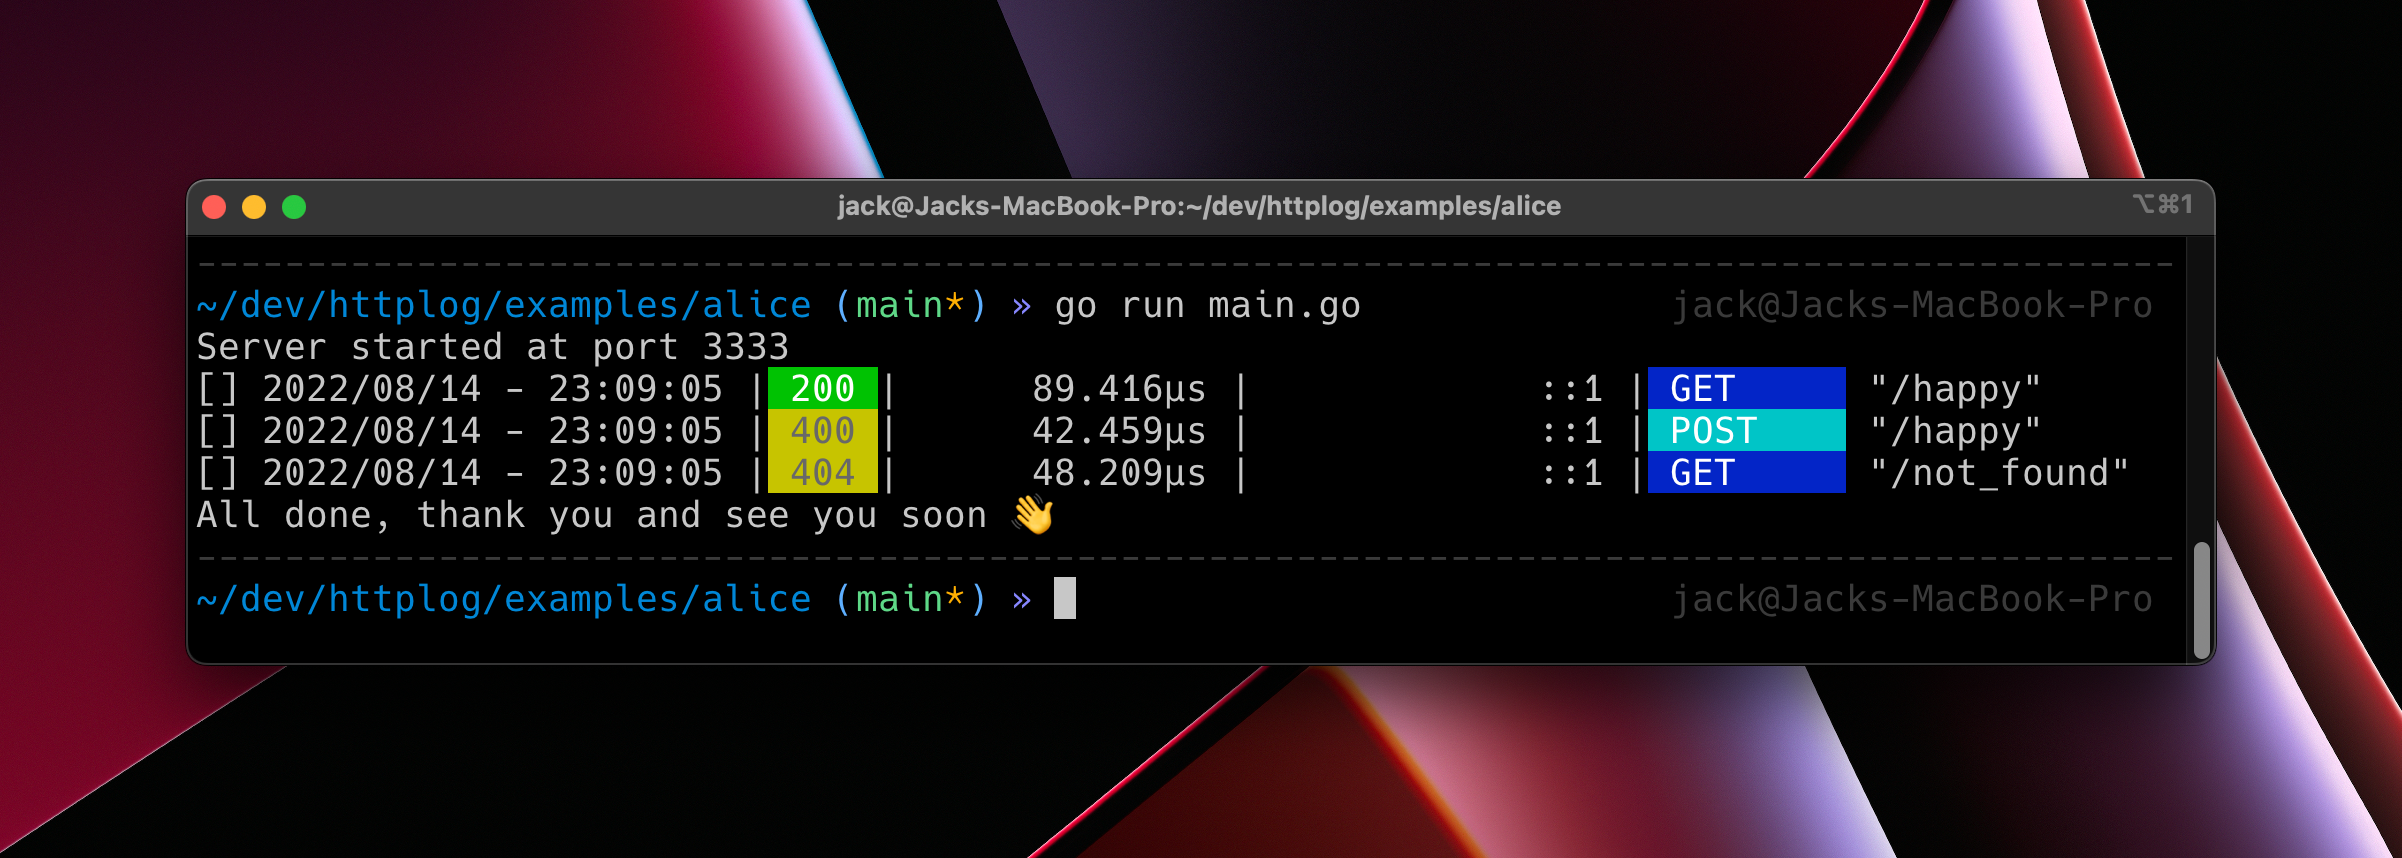 jack@Jacks-MacBook-Pro:~/dev/httplog/examples/alice ⌥⌘1
~/dev/httplog/examples/alice (main*) » go run main.go jack@Jacks-MacBook-Pro
Server started at port 3333
[] 2022/08/14 - 23:09:05 | 200 | 89.416µs | ::1 | GET "/happy"
[] 2022/08/14 - 23:09:05 | 400 | 42.459µs | ::1 | POST "/happy"
[] 2022/08/14 - 23:09:05 | 404 | 48.209µs | ::1 | GET "/not_found"
All done, thank you and see you soon 👋
~/dev/httplog/examples/alice (main*) » jack@Jacks-MacBook-Pro